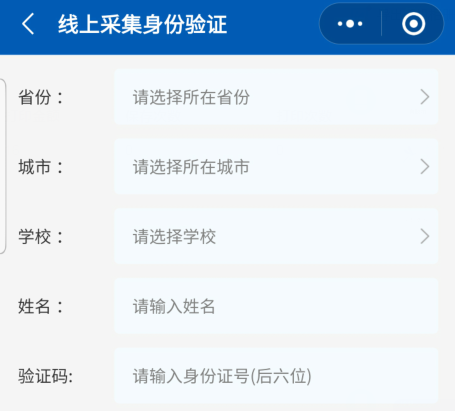 线上采集身份验证
省份： 请选择所在省份
城市： 请选择所在城市
学校： 请选择学校
姓名： 请输入姓名
验证码: 请输入身份证号(后六位)